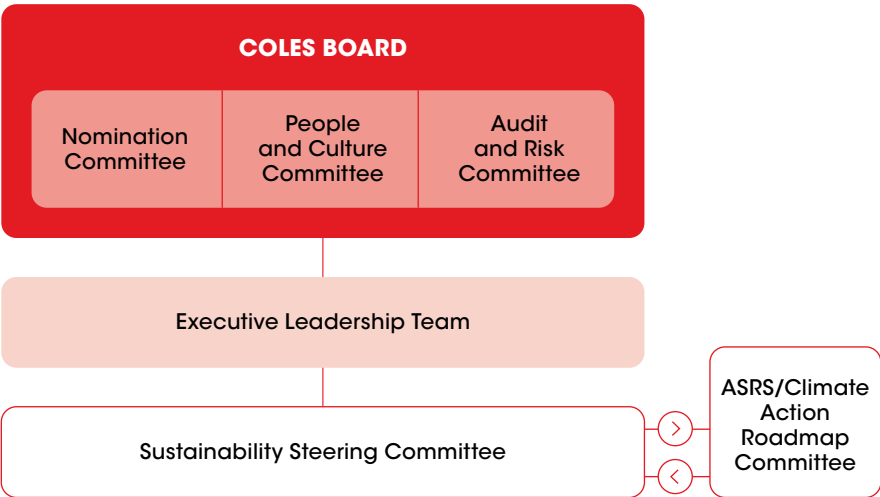 COLES BOARD
Nomination
Committee
People
and Culture
Committee
Audit
and Risk
Committee
Executive Leadership Team
Sustainability Steering Committee
ASRS/Climate
Action
Roadmap
Committee